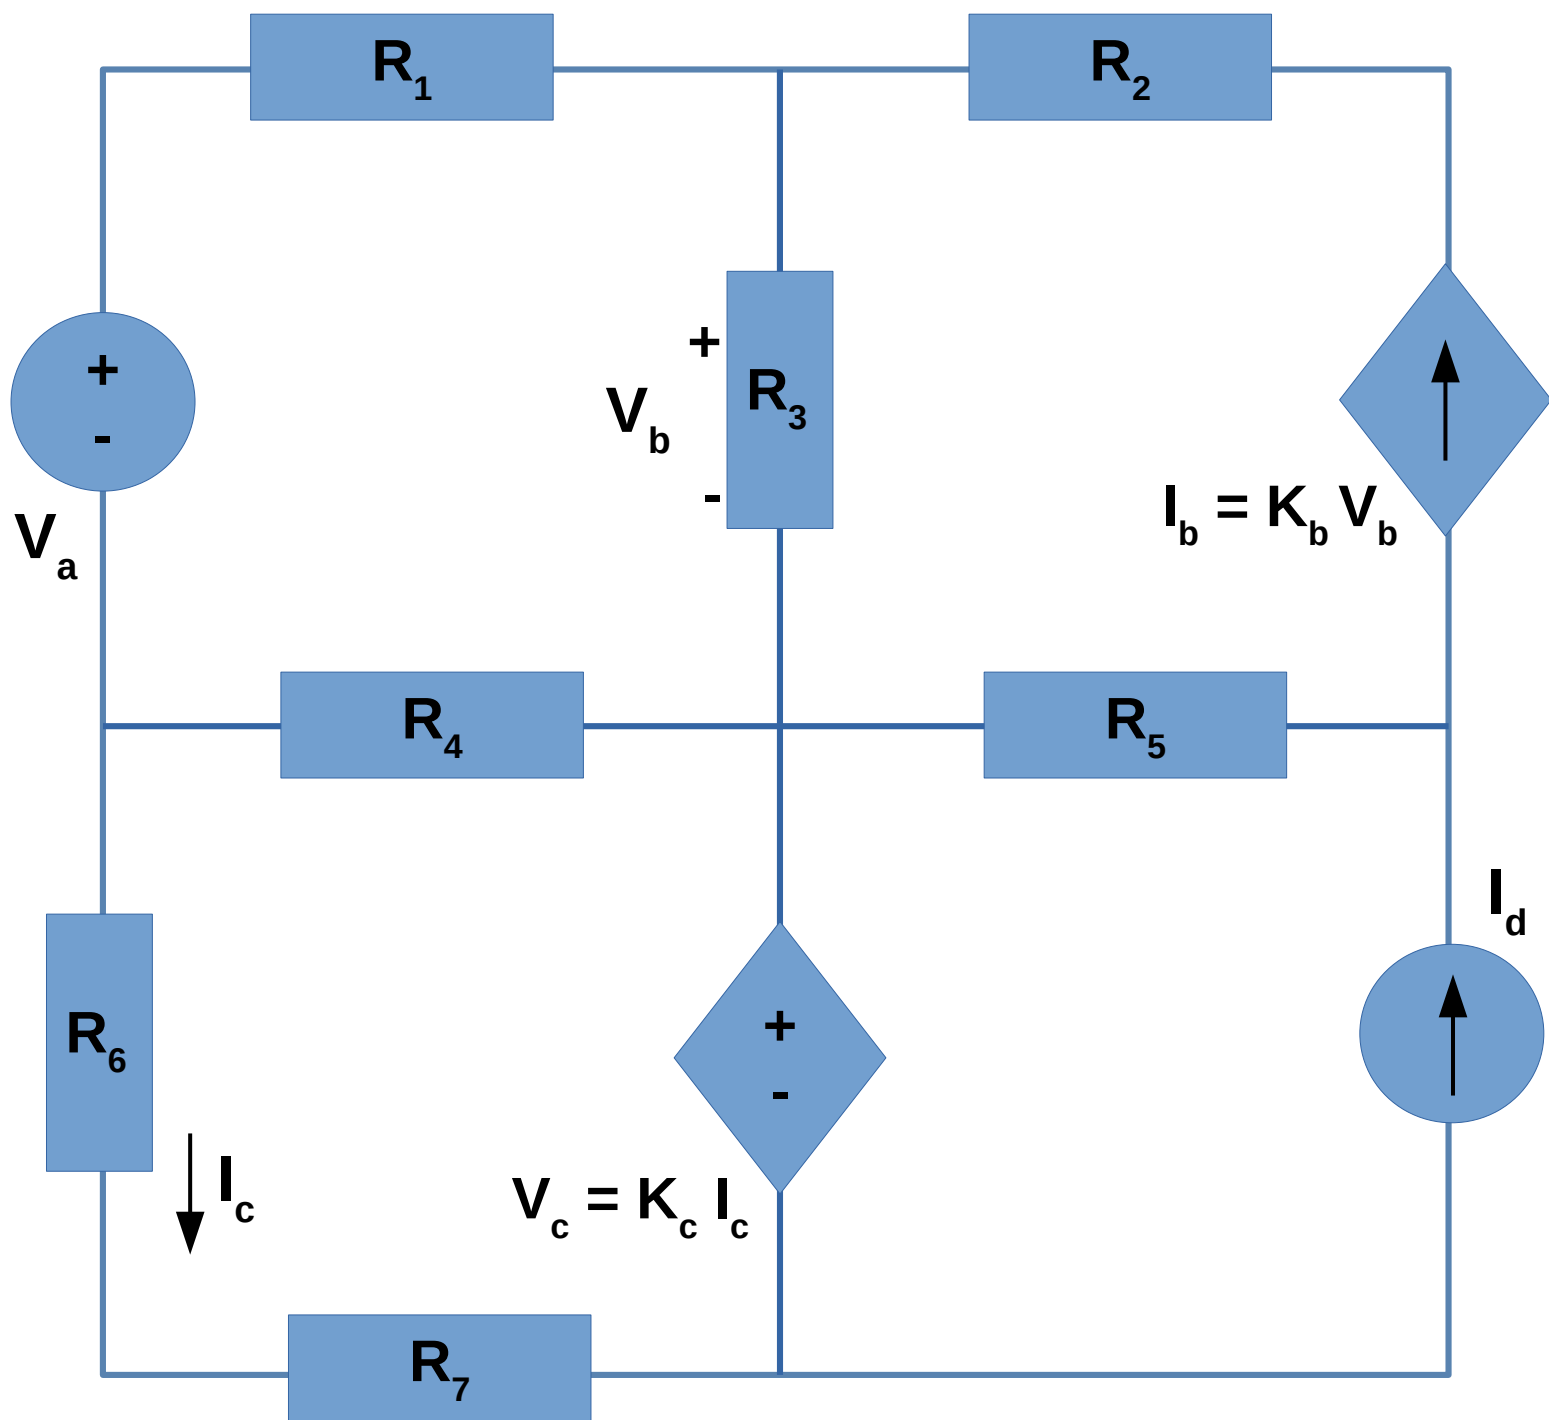 R1
R2
+
-
Va
+
Vb
-
R3
Ib = Kb Vb
R4
R5
Id
R6
Ic
+
-
Vc = Kc Ic
R7